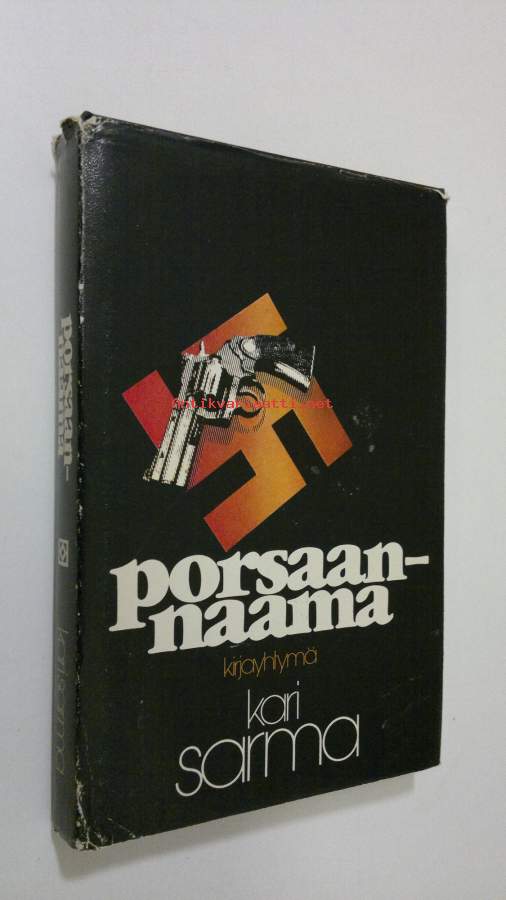 porsaan-
naama
kirjayhtymä
kari
sarma
porsaan-
naama
kari sarma
antikvariaatti.net